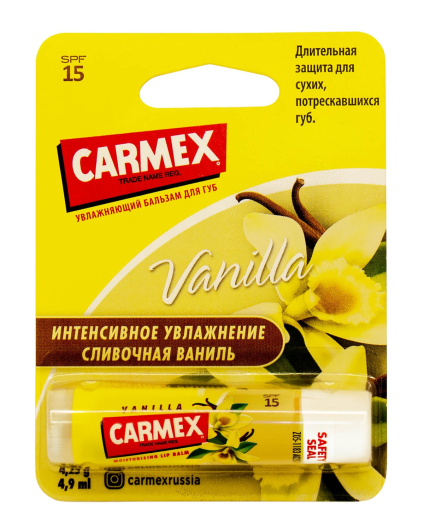 SPF
15
Длительная
защита для
сухих,
потрескавшихся
губ.
CARMEX
TRADE NAME REG.
УВЛАЖНЯЮЩИЙ БАЛЬЗАМ ДЛЯ ГУБ
Vanilla
ИНТЕНСИВНОЕ УВЛАЖНЕНИЕ
СЛИВОЧНАЯ ВАНИЛЬ
VANILLA
SPF
15
CARMEX
MOISTURISING LIP BALM
SAFETY
SEAL
4,25 g
4,9 ml
carmexrussia